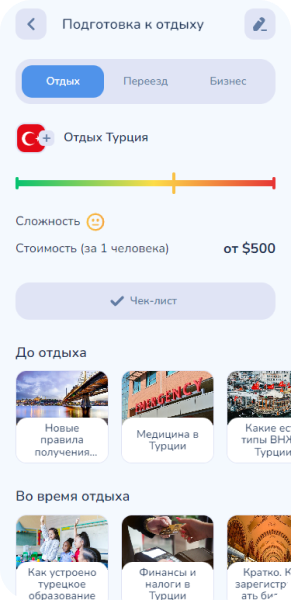 Подготовка к отдыху
Отдых Переезд Бизнес
Отдых Турция
Сложность
Стоимость (за 1 человека) от $500
Чек-лист
До отдыха
EMERGENCY
Новые
правила
получения...
Медицина в
Турции
Какие ес
типы ВНЖ
Турции
Во время отдыха
Как устроено
турецкое
образование
Финансы и
налоги в
Турции
Кратко. К
зарегистр
ать би